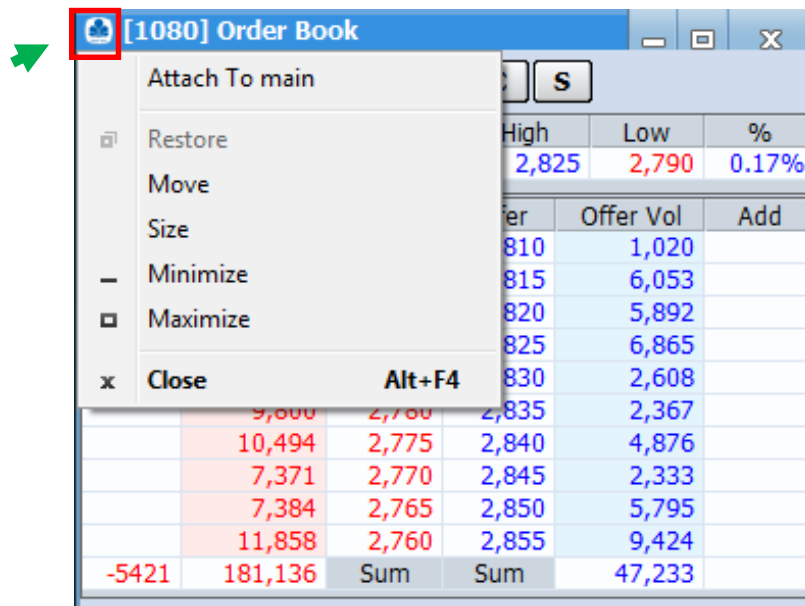 [1080] Order Book
Attach To main
S
Restore
High Low %
2,825 2,790 0.17%
Move
Size
Offer Vol Add
810 1,020
Minimize
815 6,053
Maximize
820 5,892
825 6,865
Close Alt+F4
830 2,608
9,800 2,780 2,835 2,367
10,494 2,775 2,840 4,876
7,371 2,770 2,845 2,333
7,384 2,765 2,850 5,795
11,858 2,760 2,855 9,424
-5421 181,136 Sum Sum 47,233